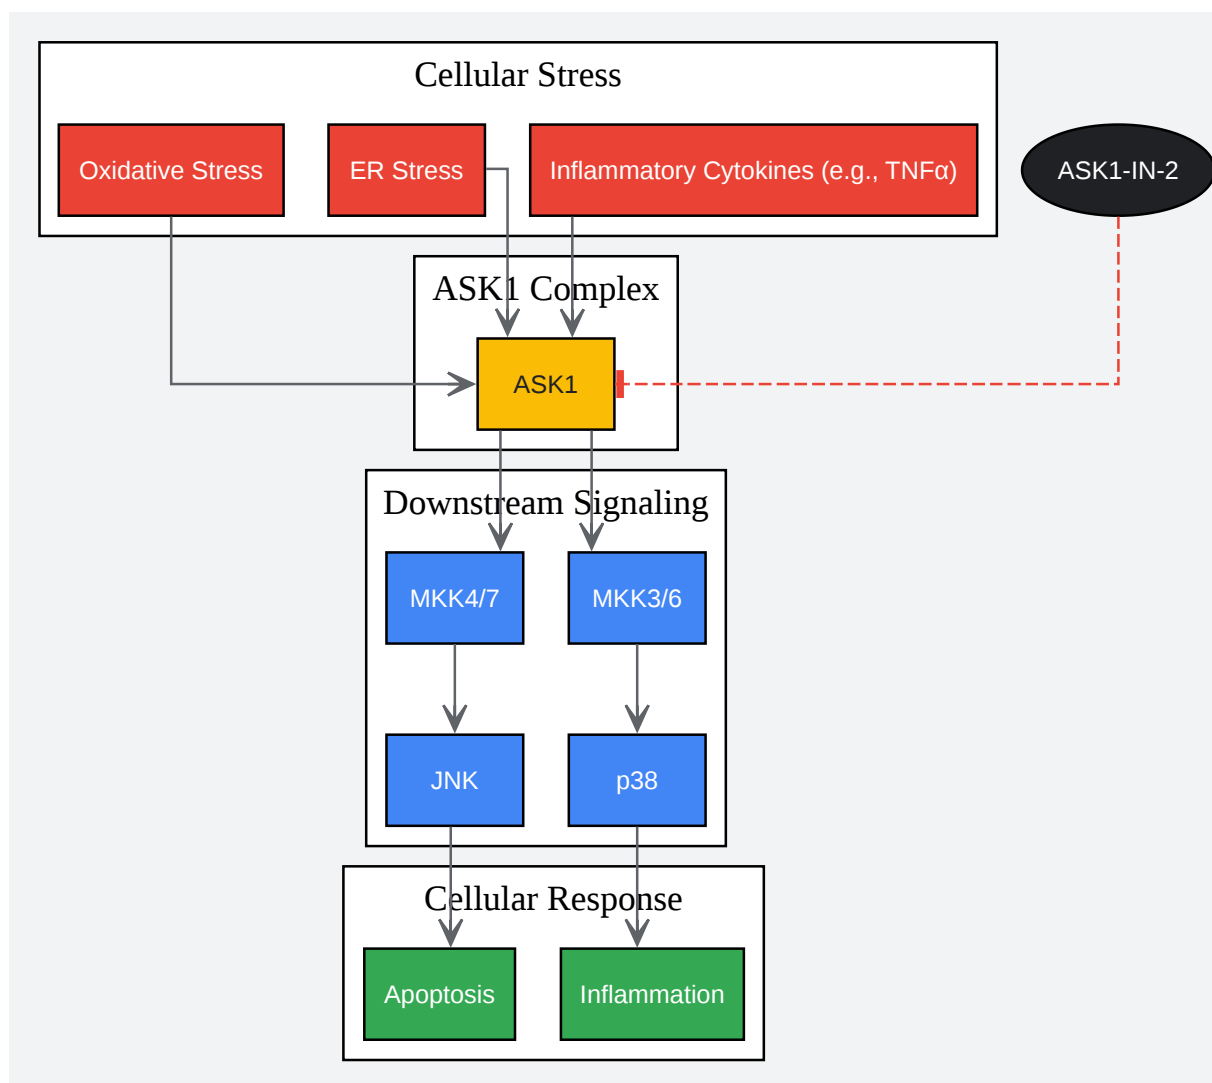 Cellular Stress
Oxidative Stress
ER Stress
Inflammatory Cytokines (e.g., TNFα)
ASK1-IN-2
ASK1 Complex
ASK1
Downstream Signaling
MKK4/7
MKK3/6
JNK
p38
Cellular Response
Apoptosis
Inflammation